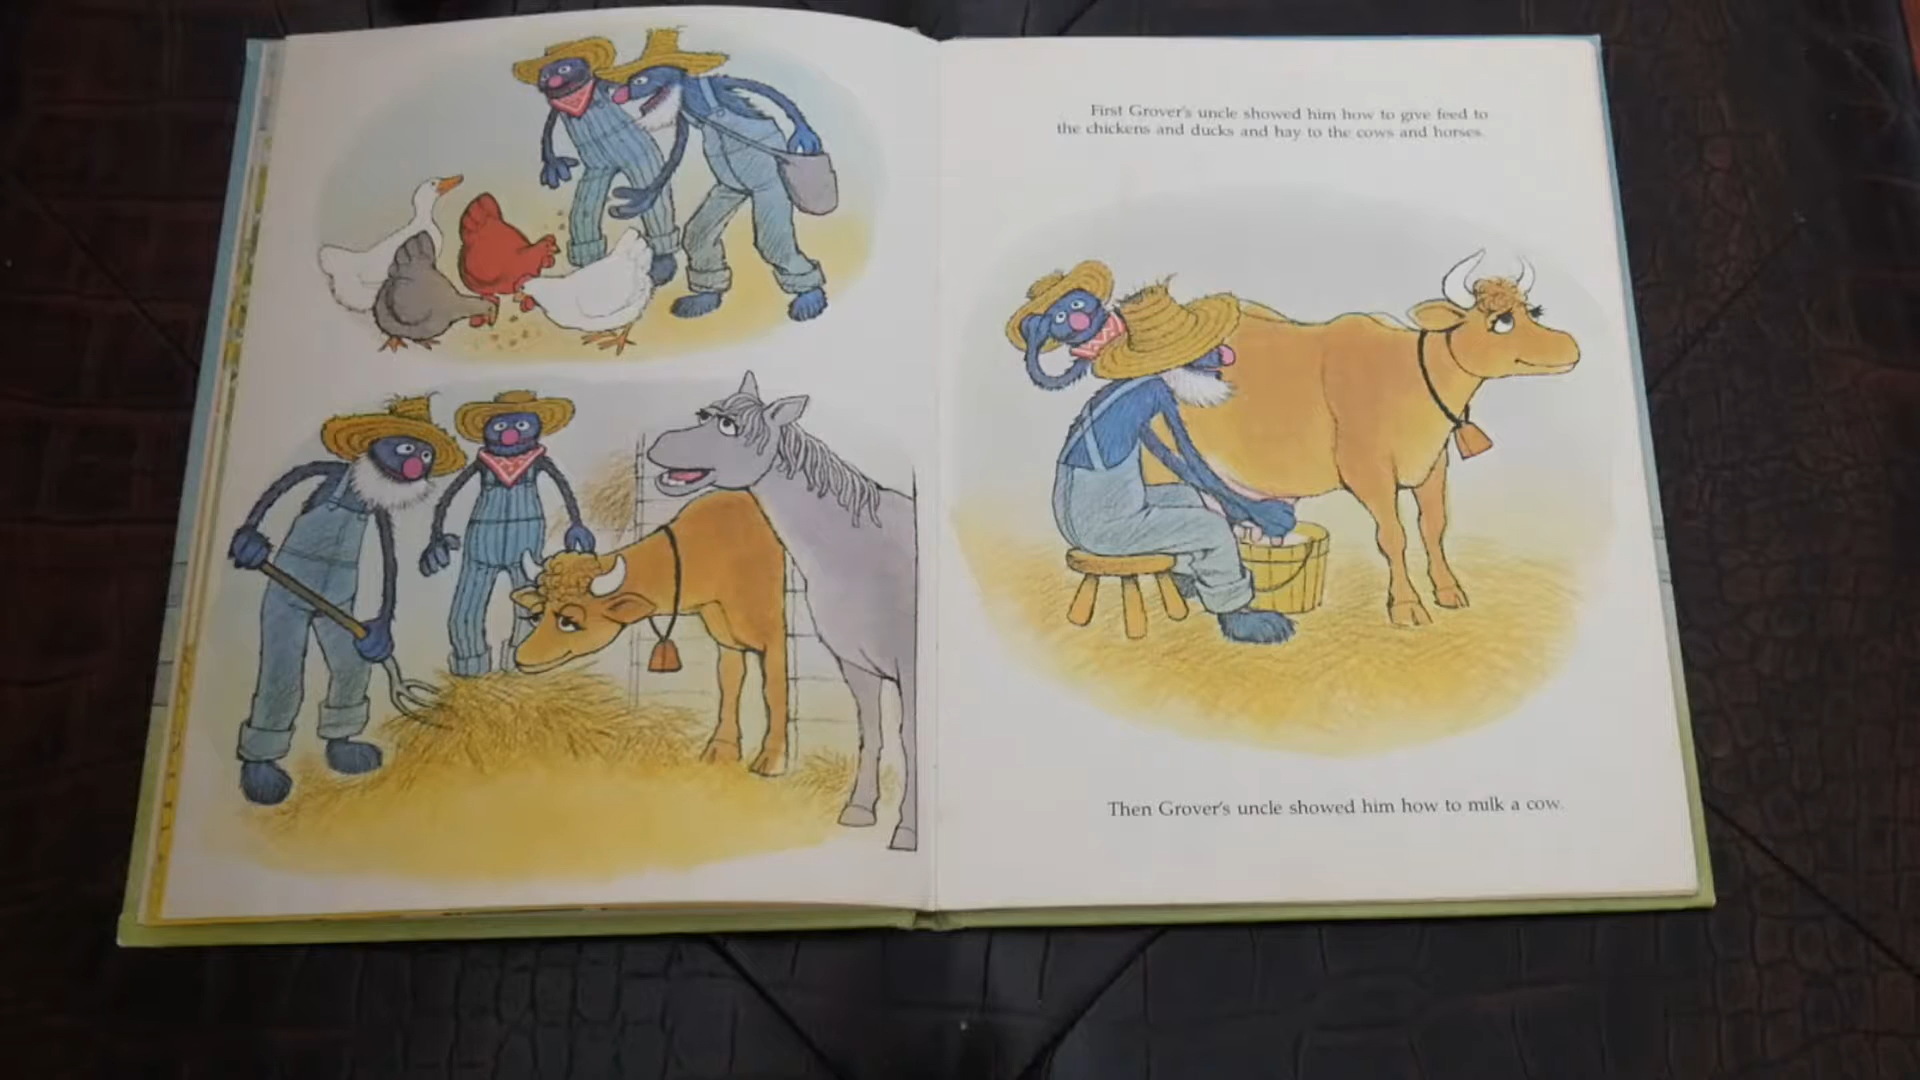 First Grover's uncle showed him how to give feed to
the chickens and ducks and hay to the cows and horses.
Then Grover's uncle showed him how to milk a cow.